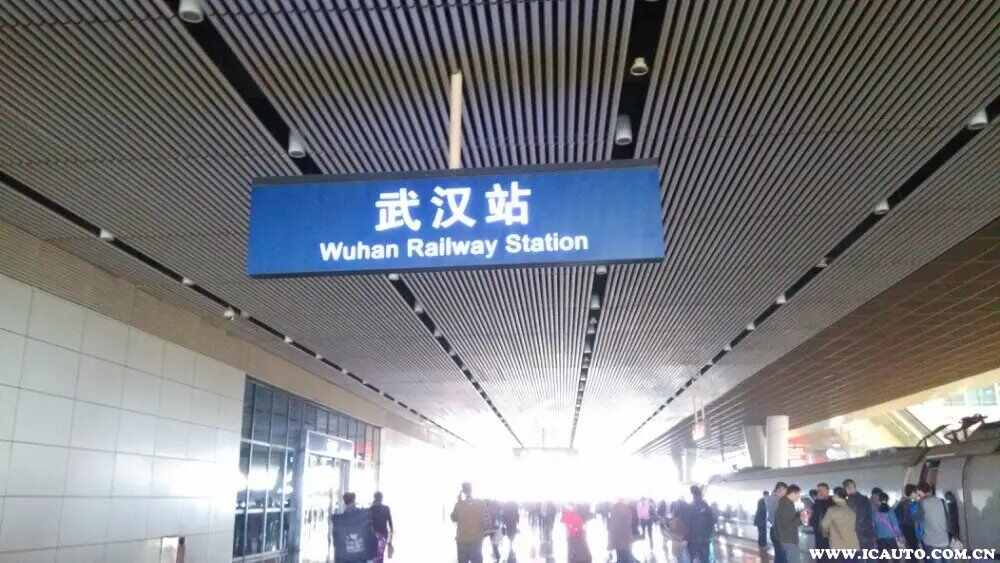 武汉站
Wuhan Railway Station
WWW.ICAUTO.COM.CN